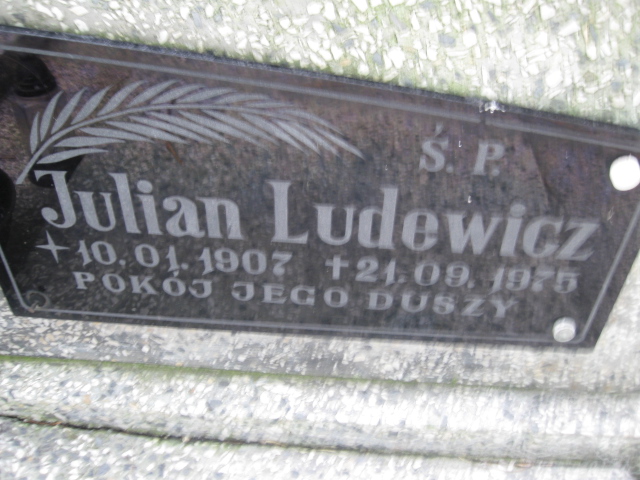 Ś. P.
Julian Ludewicz
+10.01.1907 †21.09.1975
POKÓJ JEGO DUSZY